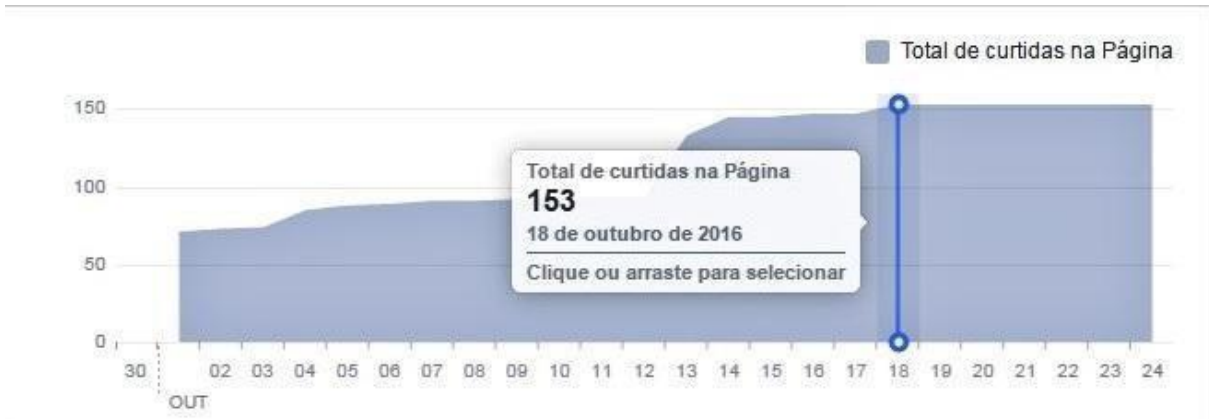 Total de curtidas na Página
150
100
50
0
Total de curtidas na Página
153
18 de outubro de 2016
Clique ou arraste para selecionar
30 02 03 04 05 06 07 08 09 10 11 12 13 14 15 16 17 18 19 20 21 22 23 24
OUT